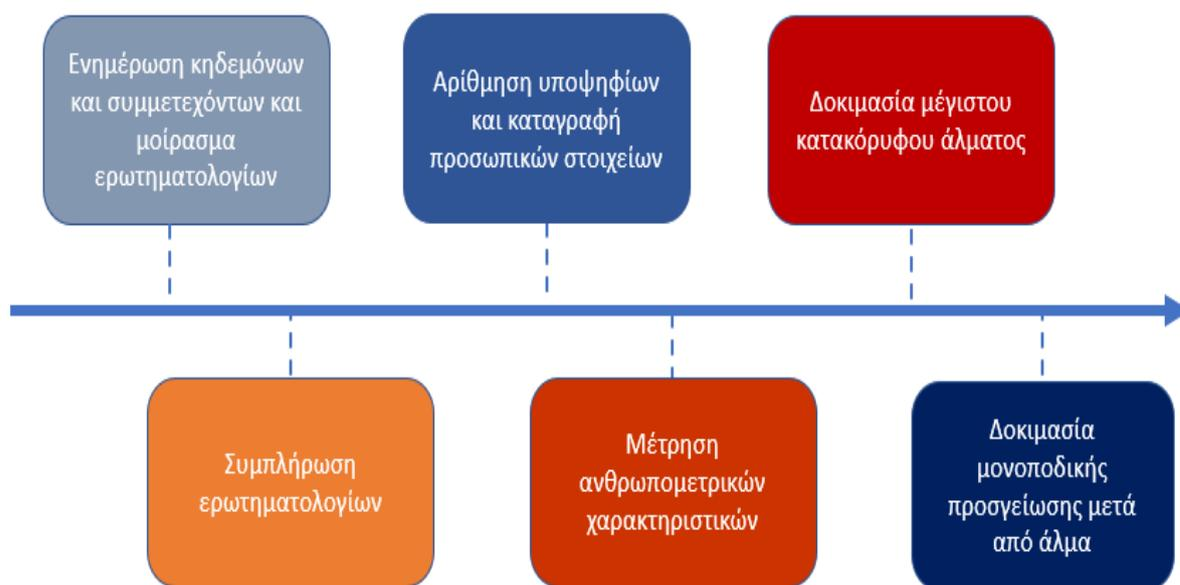 Ενημέρωση κηδεμόνων
και συμμετεχόντων και
μοίρασμα
ερωτηματολογίων
Συμπλήρωση
ερωτηματολογίων
Αρίθμηση υποψηφίων
και καταγραφή
προσωπικών στοιχείων
Μέτρηση
ανθρωπομετρικών
χαρακτηριστικών
Δοκιμασία μέγιστου
κατακόρυφου άλματος
Δοκιμασία
μονοποδικής
προσγείωσης μετά
από άλμα